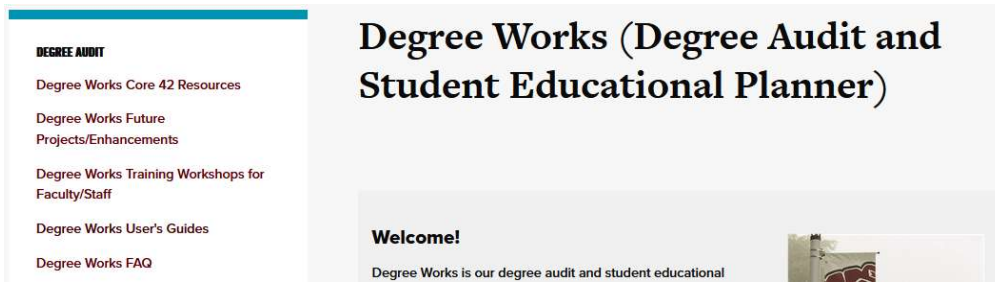 DEGREE AUDIT
Degree Works Core 42 Resources
Degree Works Future
Projects/Enhancements
Degree Works Training Workshops for
Faculty/Staff
Degree Works User's Guides
Degree Works FAQ
Degree Works (Degree Audit and
Student Educational Planner)
Welcome!
Degree Works is our degree audit and student educational